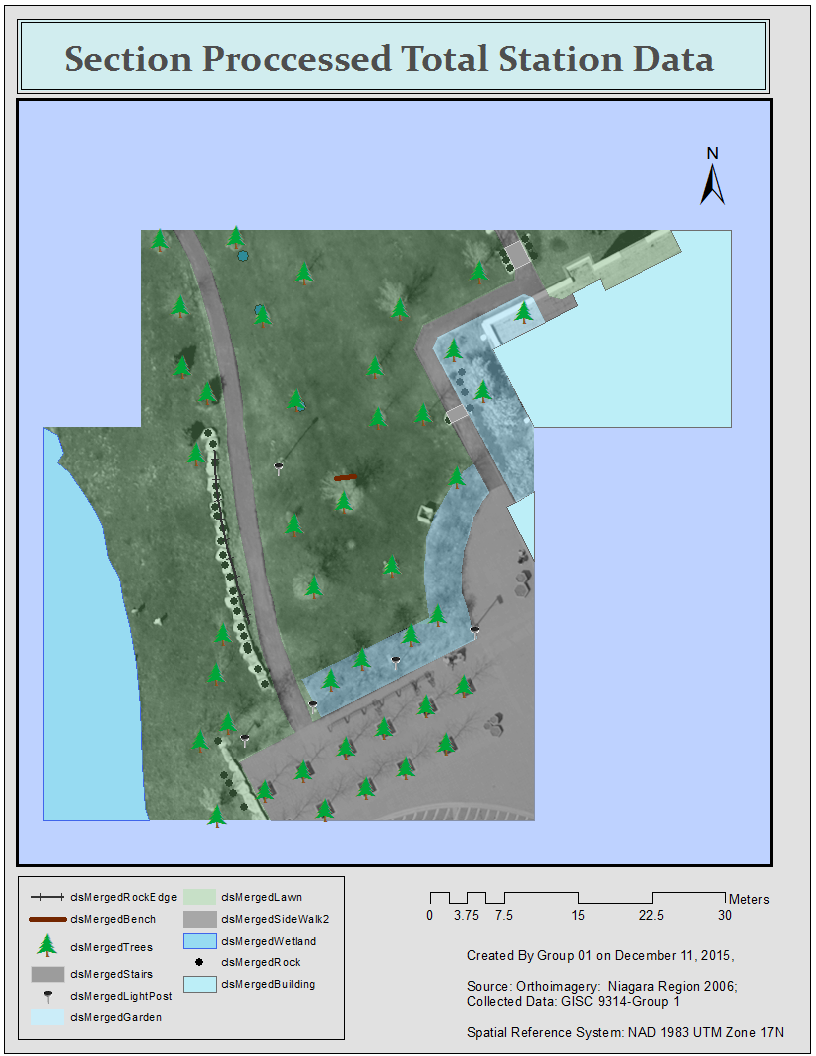 Section Proccessed Total Station Data
N
clsMergedRockEdge
clsMergedBench
clsMergedTrees
clsMergedStairs
clsMergedLightPost
clsMergedGarden
clsMergedLawn
clsMergedSideWalk2
clsMergedWetland
clsMergedRock
clsMergedBuilding
Meters
0 3.75 7.5 15 22.5 30
Created By Group 01 on December 11, 2015,
Source: Orthoimagery: Niagara Region 2006;
Collected Data: GISC 9314-Group 1
Spatial Reference System: NAD 1983 UTM Zone 17N